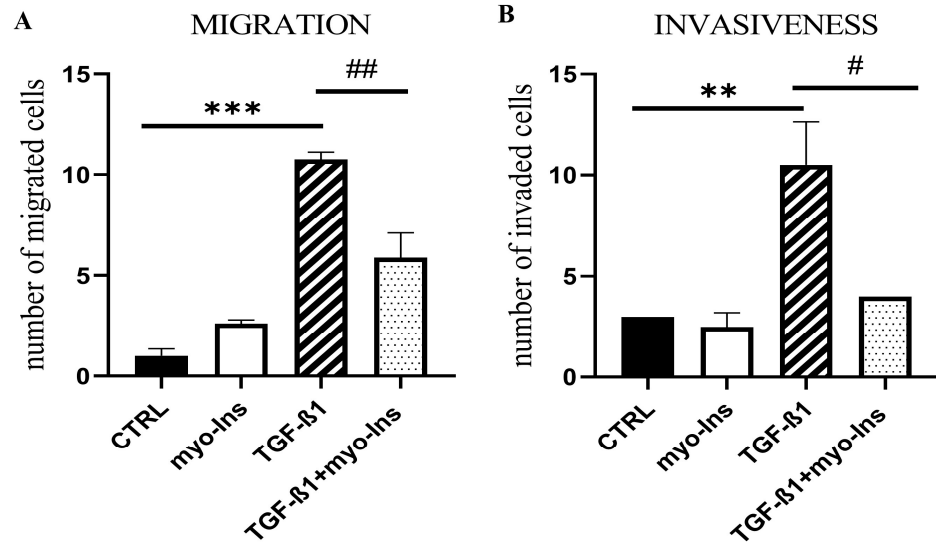 A
MIGRATION
number of migrated cells
15
10
5
0
***
##
CTRL
myo-Ins
TGF-ß1
TGF-ß1+myo-Ins
B
INVASIVENESS
number of invaded cells
15
10
5
0
**
#
CTRL
myo-Ins
TGF-ß1
TGF-ß1+myo-Ins